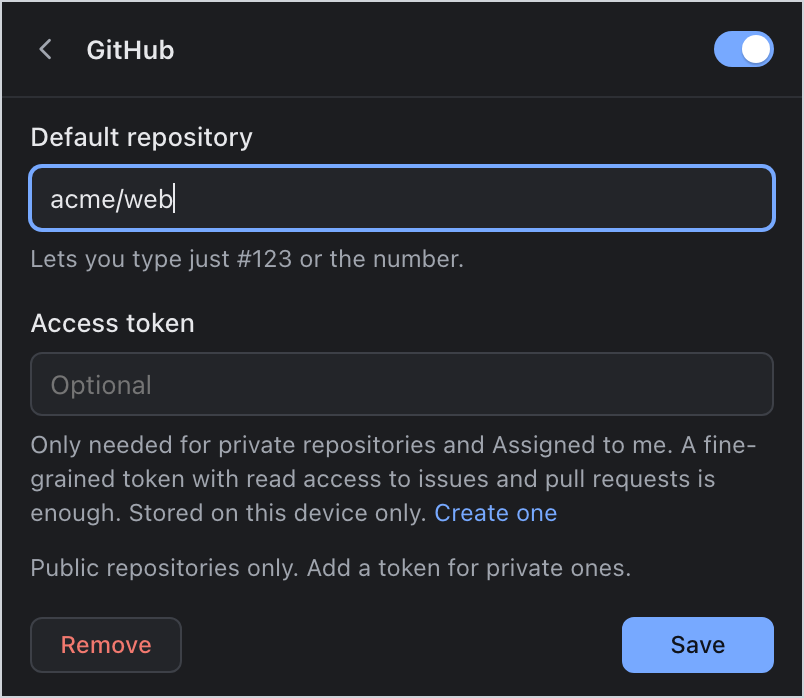 GitHub
Default repository
acme/web
Lets you type just #123 or the number.
Access token
Optional
Only needed for private repositories and Assigned to me. A fine-
grained token with read access to issues and pull requests is
enough. Stored on this device only. Create one
Public repositories only. Add a token for private ones.
Remove
Save